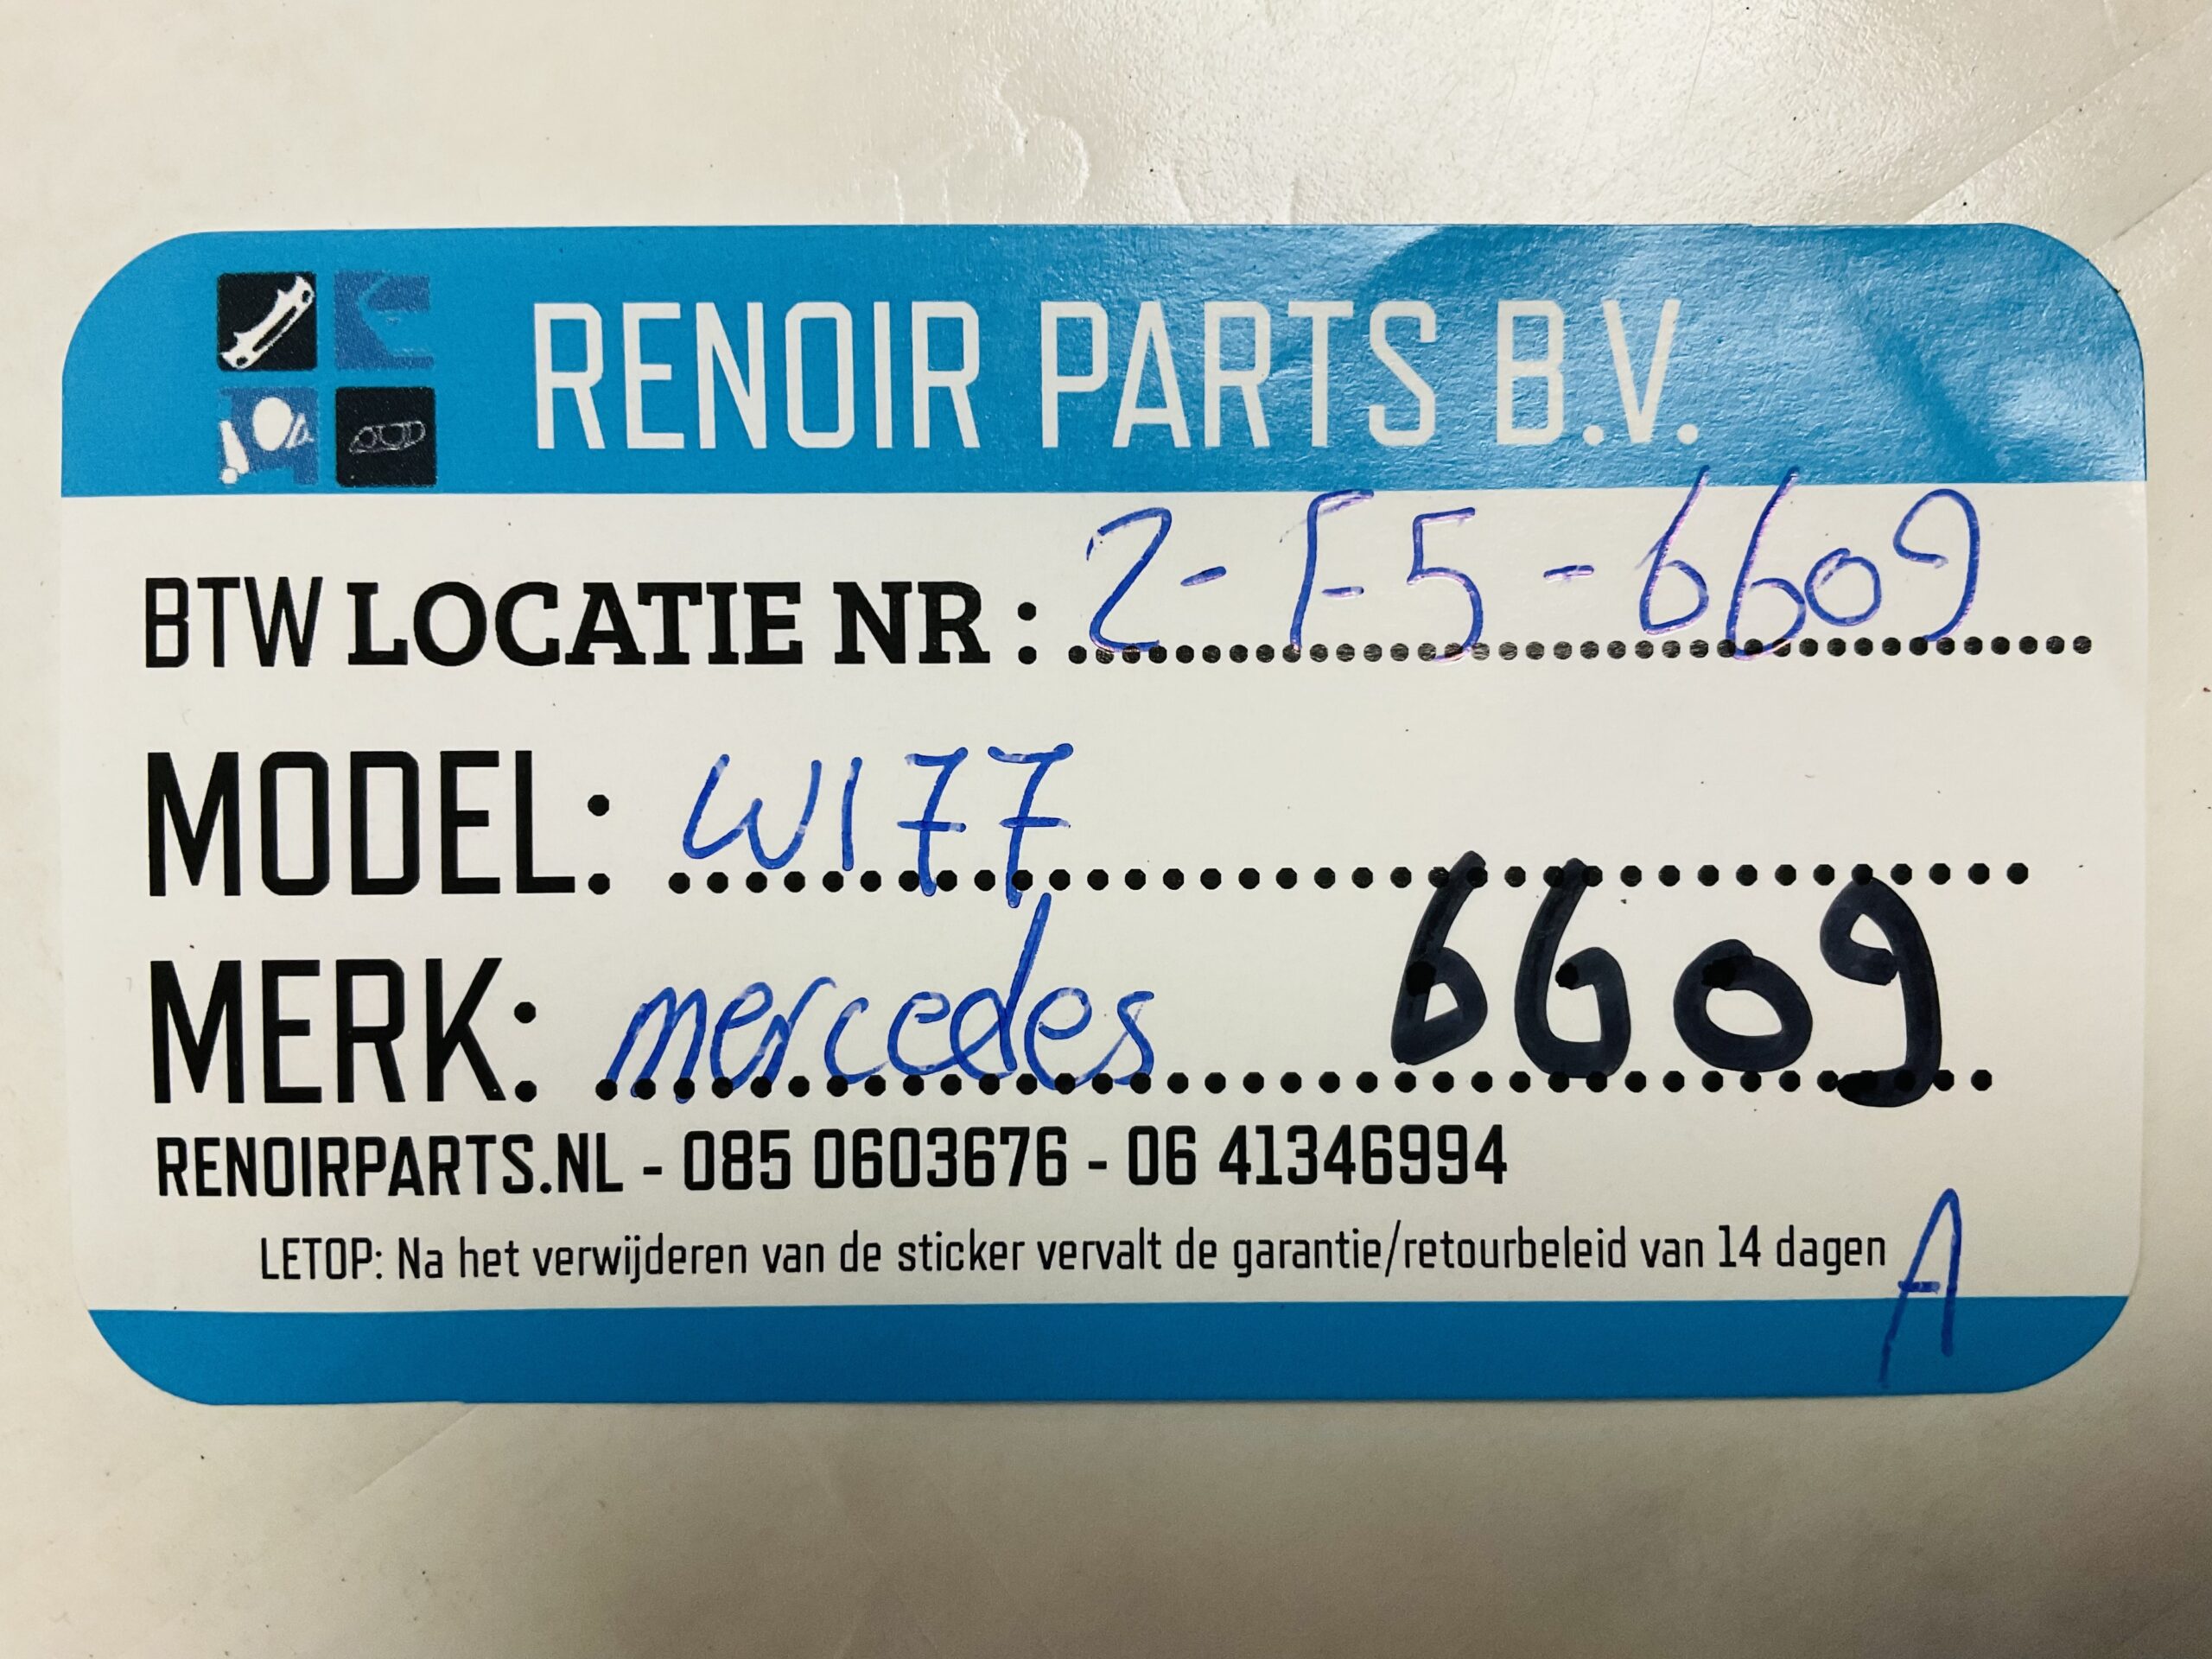 RENOIR PARTS B.V.
BTW LOCATIE NR : 2-F5-6609
MODEL: W177
MERK: mercedes 6609
RENOIRPARTS.NL - 085 0603676 - 06 41346994
LETOP: Na het verwijderen van de sticker vervalt de garantie/retourbeleid van 14 dagen A